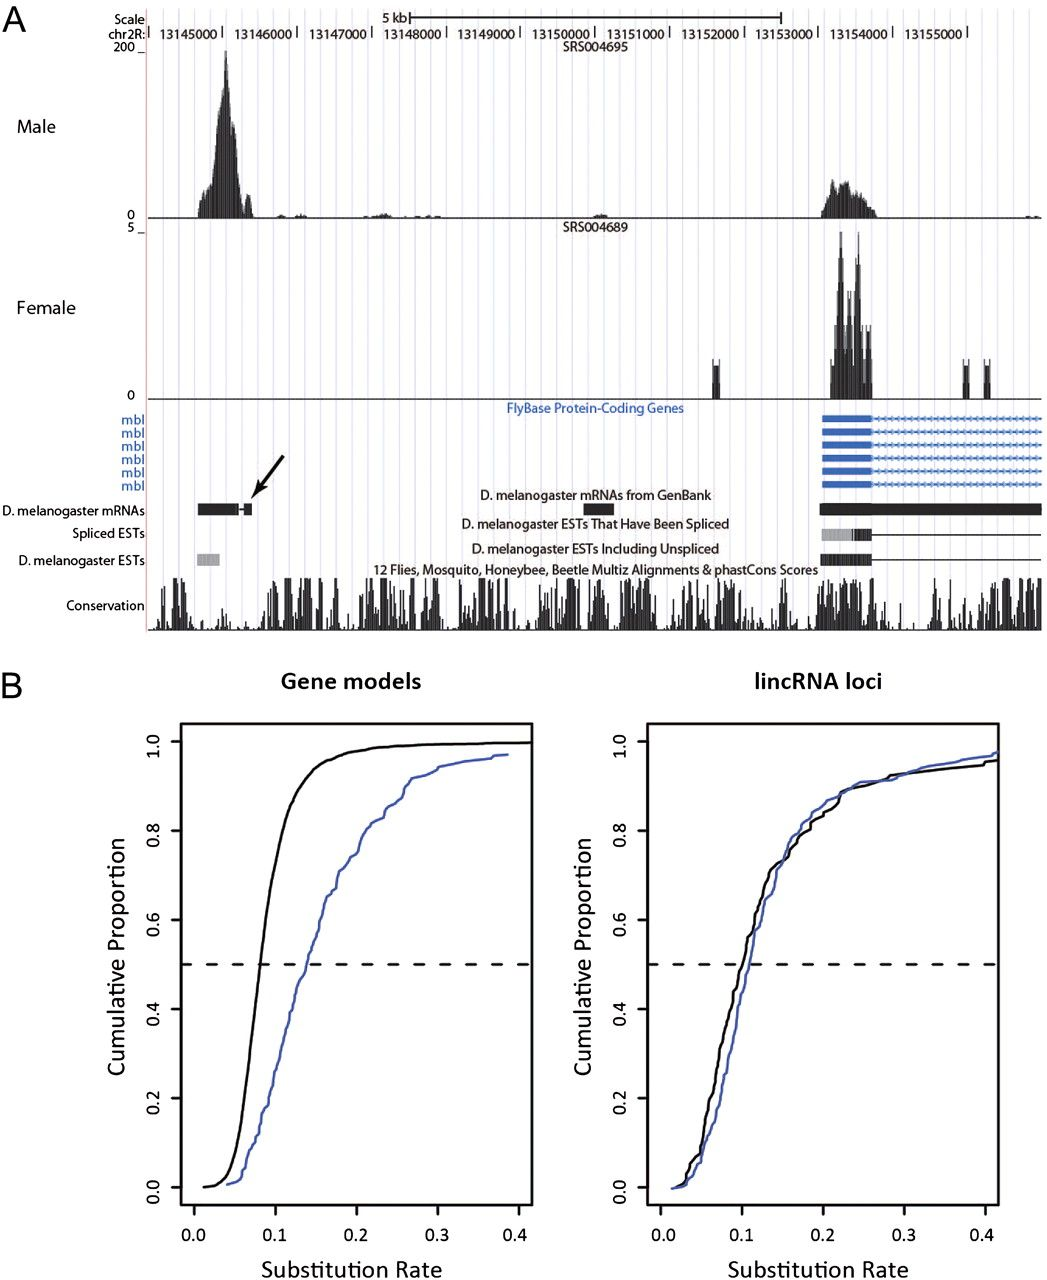 A
Scale
5 kb
chr2R:
13145000
13146000
13147000
13148000
13149000
13150000
13151000
13152000
13153000
13154000
13155000
200 _
SRS004695
Male
0
5 _
SRS004689
Female
0
FlyBase Protein-Coding Genes
mbl
mbl
mbl
mbl
mbl
mbl
D. melanogaster mRNAs from GenBank
D. melanogaster mRNAs
D. melanogaster ESTs That Have Been Spliced
Spliced ESTs
D. melanogaster ESTs Including Unspliced
D. melanogaster ESTs
12 Flies, Mosquito, Honeybee, Beetle Multiz Alignments & phastCons Scores
Conservation
B
Gene models
Cumulative Proportion
1.0
0.8
0.6
0.4
0.2
0.0
0.0
0.1
0.2
0.3
0.4
Substitution Rate
lincRNA loci
Cumulative Proportion
1.0
0.8
0.6
0.4
0.2
0.0
0.0
0.1
0.2
0.3
0.4
Substitution Rate